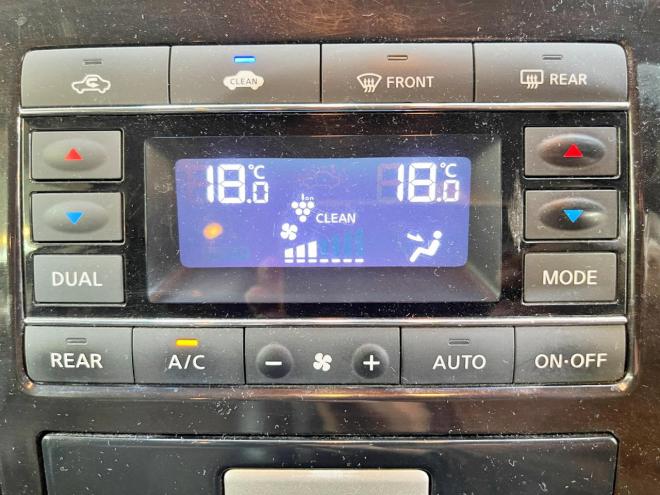 CLEAN
FRONT
REAR
18.0 °C
18.0 °C
Ion
CLEAN
DUAL
MODE
REAR
A/C
− +
AUTO
ON·OFF